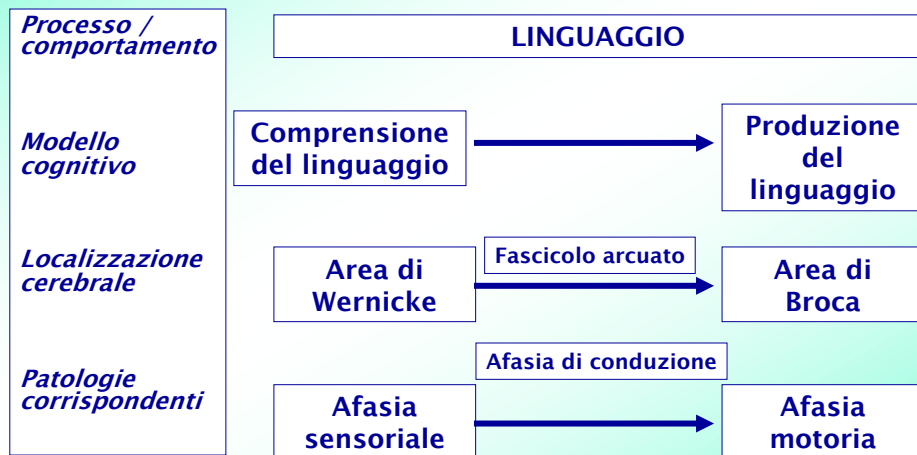 Processo /
comportamento
LINGUAGGIO
Modello
cognitivo
Comprensione
del linguaggio
Produzione
del
linguaggio
Localizzazione
cerebrale
Area di
Wernicke
Fascicolo arcuato
Area di
Broca
Patologie
corrispondenti
Afasia
sensoriale
Afasia di conduzione
Afasia
motoria